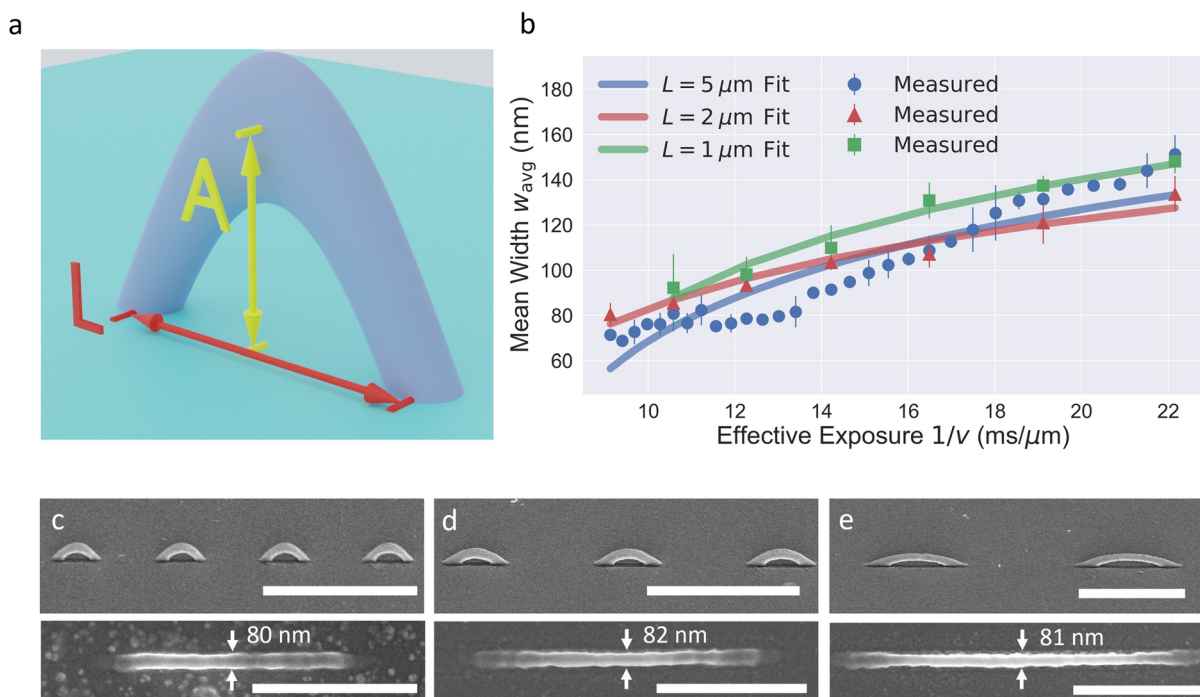 a
b
A
L
L = 5 μm Fit
Measured
L = 2 μm Fit
Measured
L = 1 μm Fit
Measured
Mean Width w_avg (nm)
180
160
140
120
100
80
60
10 12 14 16 18 20 22
Effective Exposure 1/v (ms/μm)
c
d
e
80 nm
82 nm
81 nm